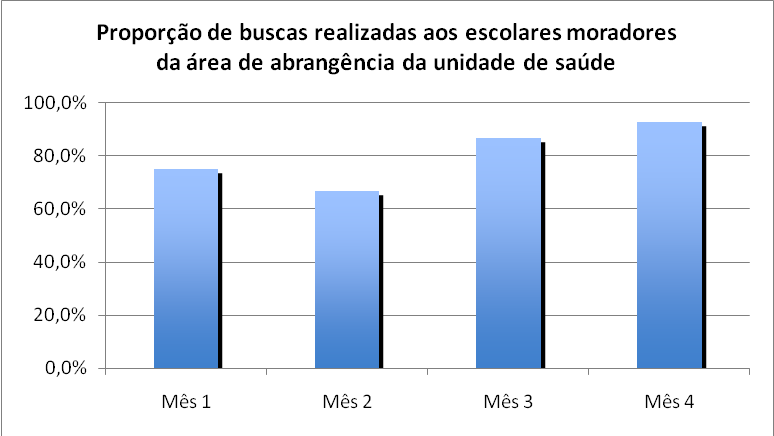 Proporção de buscas realizadas aos escolares moradores
da área de abrangência da unidade de saúde
100,0%
80,0%
60,0%
40,0%
20,0%
0,0%
Mês 1 Mês 2 Mês 3 Mês 4